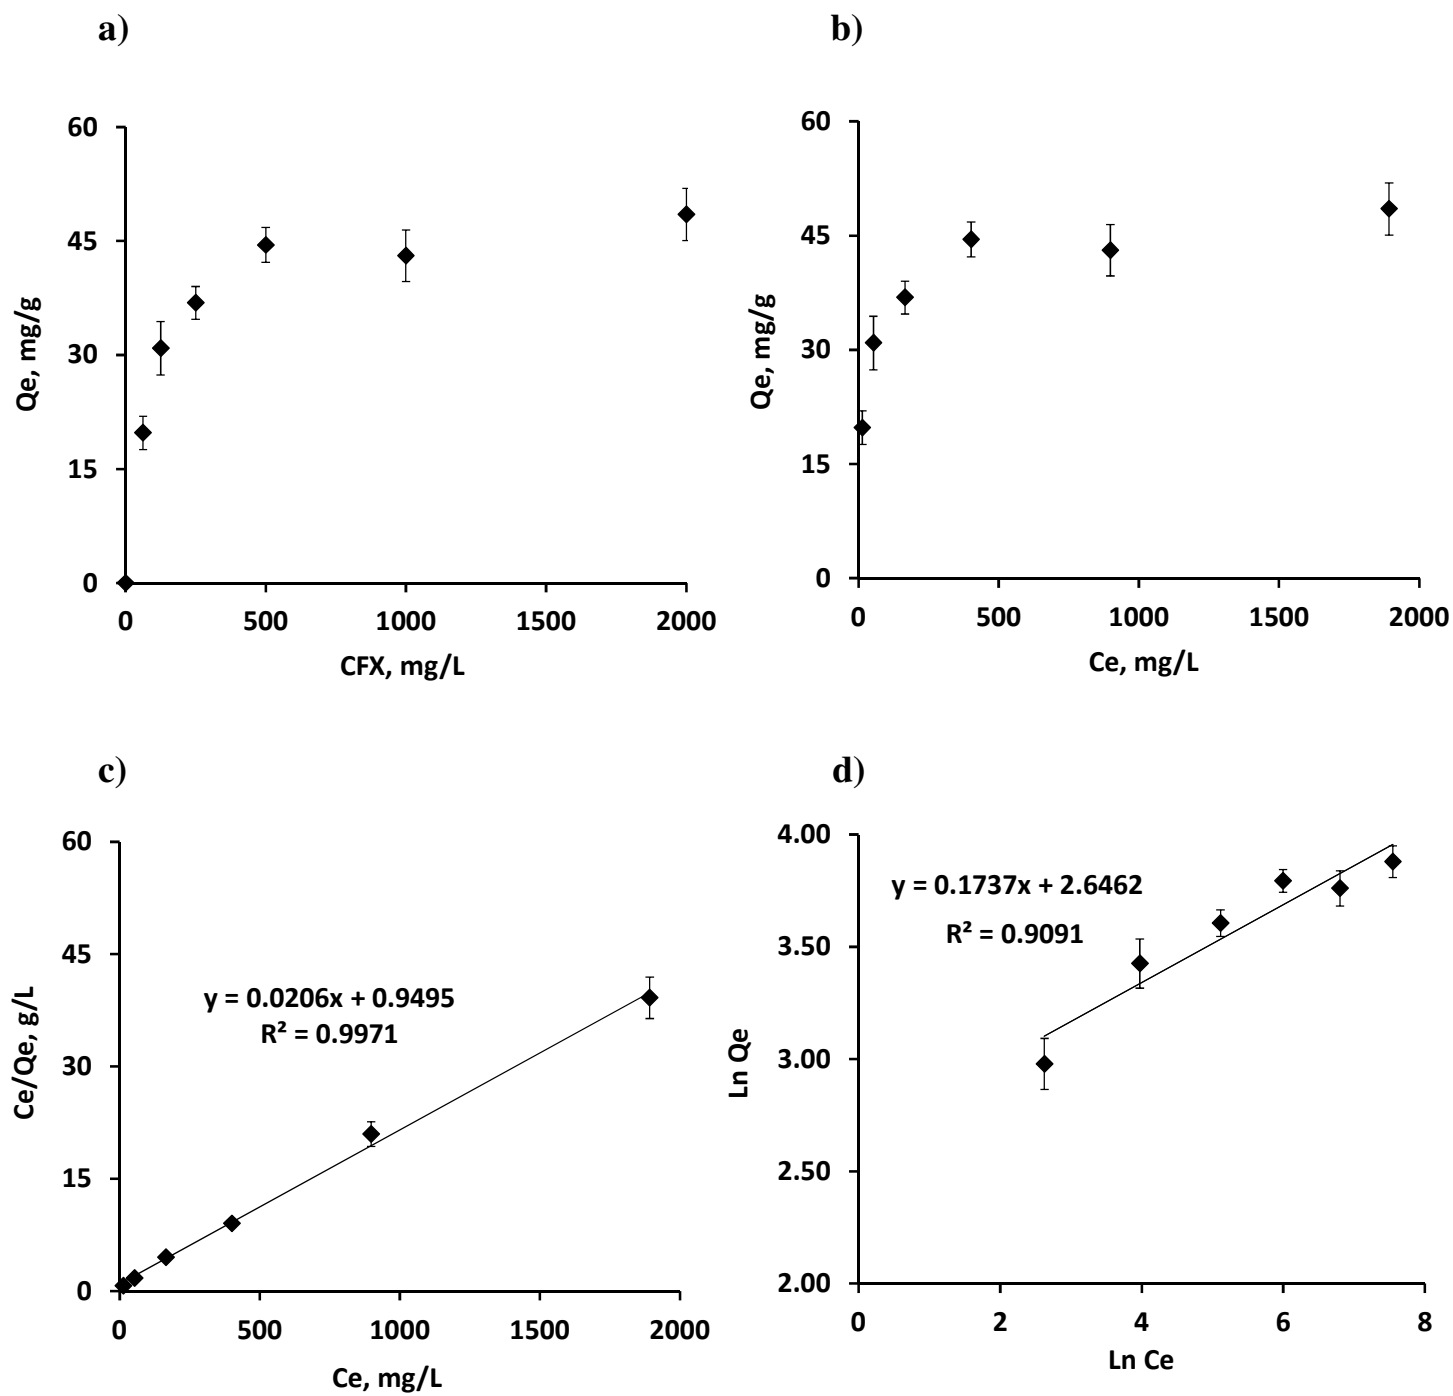 a)
60
45
30
15
0
Qe, mg/g
0 500 1000 1500 2000
CFX, mg/L
b)
60
45
30
15
0
Qe, mg/g
0 500 1000 1500 2000
Ce, mg/L
c)
60
45
30
15
0
Ce/Qe, g/L
y = 0.0206x + 0.9495
R² = 0.9971
0 500 1000 1500 2000
Ce, mg/L
d)
4.00
3.50
3.00
2.50
2.00
Ln Qe
y = 0.1737x + 2.6462
R² = 0.9091
0 2 4 6 8
Ln Ce